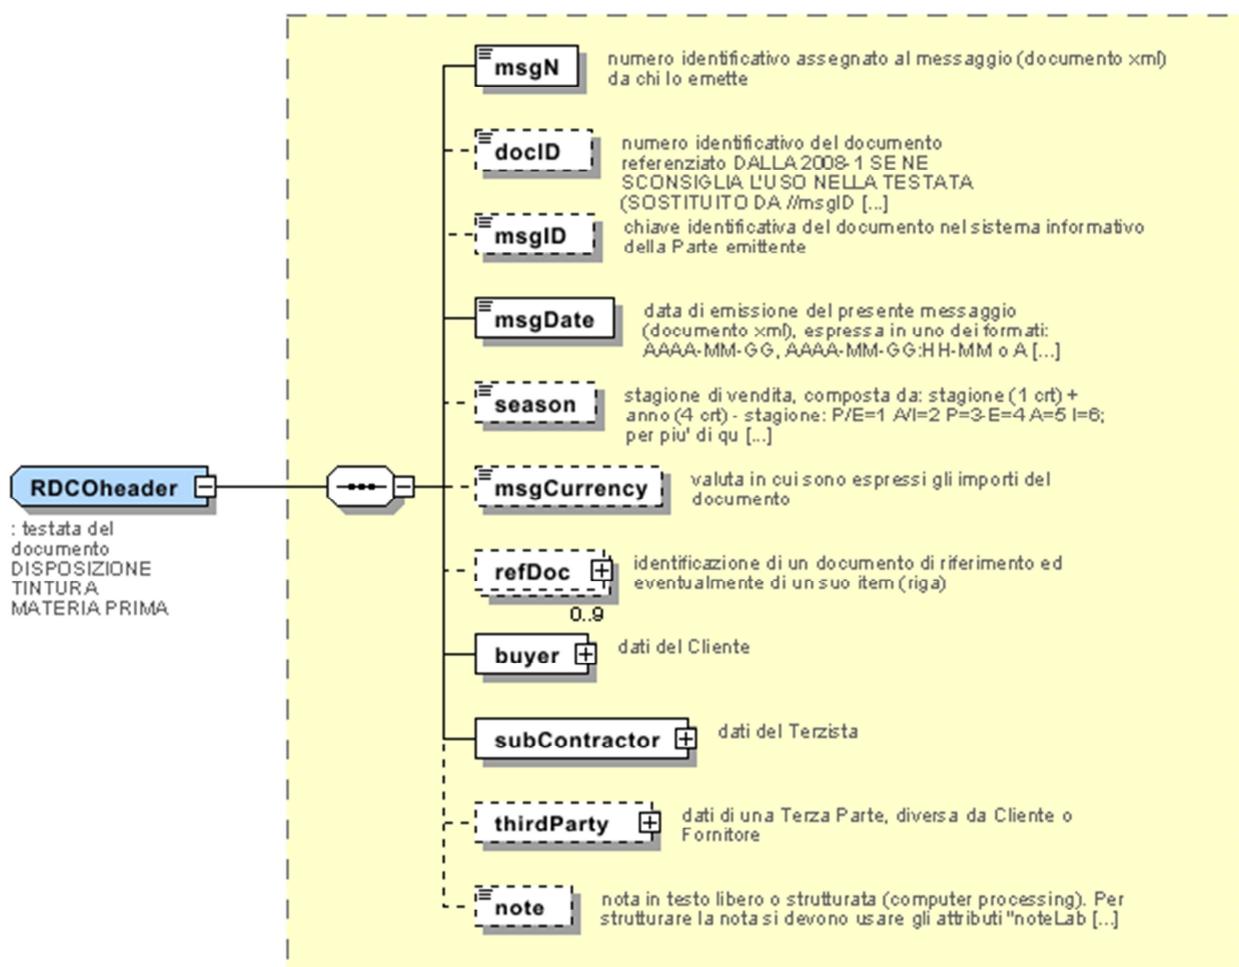 msgN
numero identificativo assegnato al messaggio (documento xml)
da chi lo emette
docID
numero identificativo del documento
referenziato DALLA 2008-1 SE NE
SCONSIGLIA L'USO NELLA TESTATA
(SOSTITUITO DA //msgID [...]
msgID
chiave identificativa del documento nel sistema informativo
della Parte emittente
msgDate
data di emissione del presente messaggio
(documento xml), espressa in uno dei formati:
AAAA-MM-GG, AAAA-MM-GG:HH-MM o A [...]
season
stagione di vendita, composta da: stagione (1 crt) +
anno (4 crt) - stagione: P/E=1 A/I=2 P=3-E=4 A=5 I=6;
per piu' di qu [...]
RDCOheader
: testata del
documento
DISPOSIZIONE
TINTURA
MATERIA PRIMA
msgCurrency
valuta in cui sono espressi gli importi del
documento
refDoc
0..9
identificazione di un documento di riferimento ed
eventualmente di un suo item (riga)
buyer
dati del Cliente
subContractor
dati del Terzista
thirdParty
dati di una Terza Parte, diversa da Cliente o
Fornitore
note
nota in testo libero o strutturata (computer processing). Per
strutturare la nota si devono usare gli attributi "noteLab [...]